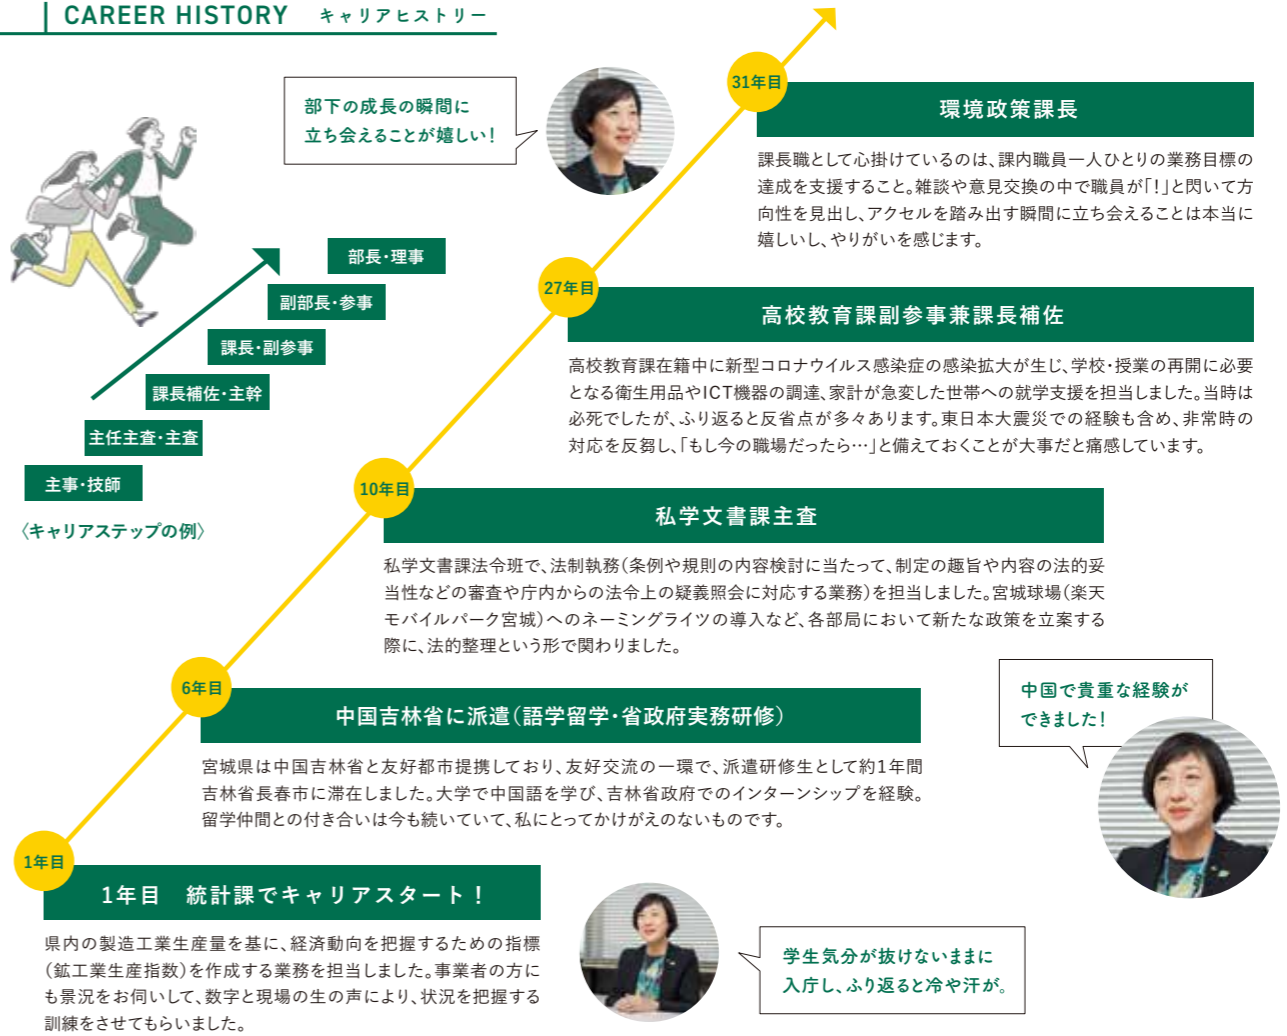 CAREER HISTORY キャリアヒストリー
31年目
環境政策課長
課長職として心掛けているのは、課内職員一人ひとりの業務目標の
達成を支援すること。雑談や意見交換の中で職員が「！」と閃いて方
向性を見出し、アクセルを踏み出す瞬間に立ち会えることは本当に
嬉しいし、やりがいを感じます。
部下の成長の瞬間に
立ち会えることが嬉しい！
部長・理事
副部長・参事
課長・副参事
課長補佐・主幹
主任主査・主査
主事・技師
〈キャリアステップの例〉
27年目
高校教育課副参事兼課長補佐
高校教育課在籍中に新型コロナウイルス感染症の感染拡大が生じ、学校・授業の再開に必要
となる衛生用品やICT機器の調達、家計が急変した世帯への就学支援を担当しました。当時は
必死でしたが、ふり返ると反省点が多々あります。東日本大震災での経験も含め、非常時の
対応を反芻し、「もし今の職場だったら…」と備えておくことが大事だと痛感しています。
10年目
私学文書課主査
私学文書課法令班で、法制執務（条例や規則の内容検討に当たって、制定の趣旨や内容の法的妥
当性などの審査や庁内からの法令上の疑義照会に対応する業務）を担当しました。宮城球場（楽天
モバイルパーク宮城）へのネーミングライツの導入など、各部局において新たな政策を立案する
際に、法的整理という形で関わりました。
6年目
中国吉林省に派遣（語学留学・省政府実務研修）
宮城県は中国吉林省と友好都市提携しており、友好交流の一環で、派遣研修生として約1年間
吉林省長春市に滞在しました。大学で中国語を学び、吉林省政府でのインターンシップを経験。
留学仲間との付き合いは今も続いていて、私にとってかけがえのないものです。
中国で貴重な経験が
できました！
1年目
1年目 統計課でキャリアスタート！
県内の製造工業生産量を基に、経済動向を把握するための指標
（鉱工業生産指数）を作成する業務を担当しました。事業者の方に
も景況をお伺いして、数字と現場の生の声により、状況を把握する
訓練をさせてもらいました。
学生気分が抜けないままに
入庁し、ふり返ると冷や汗が。